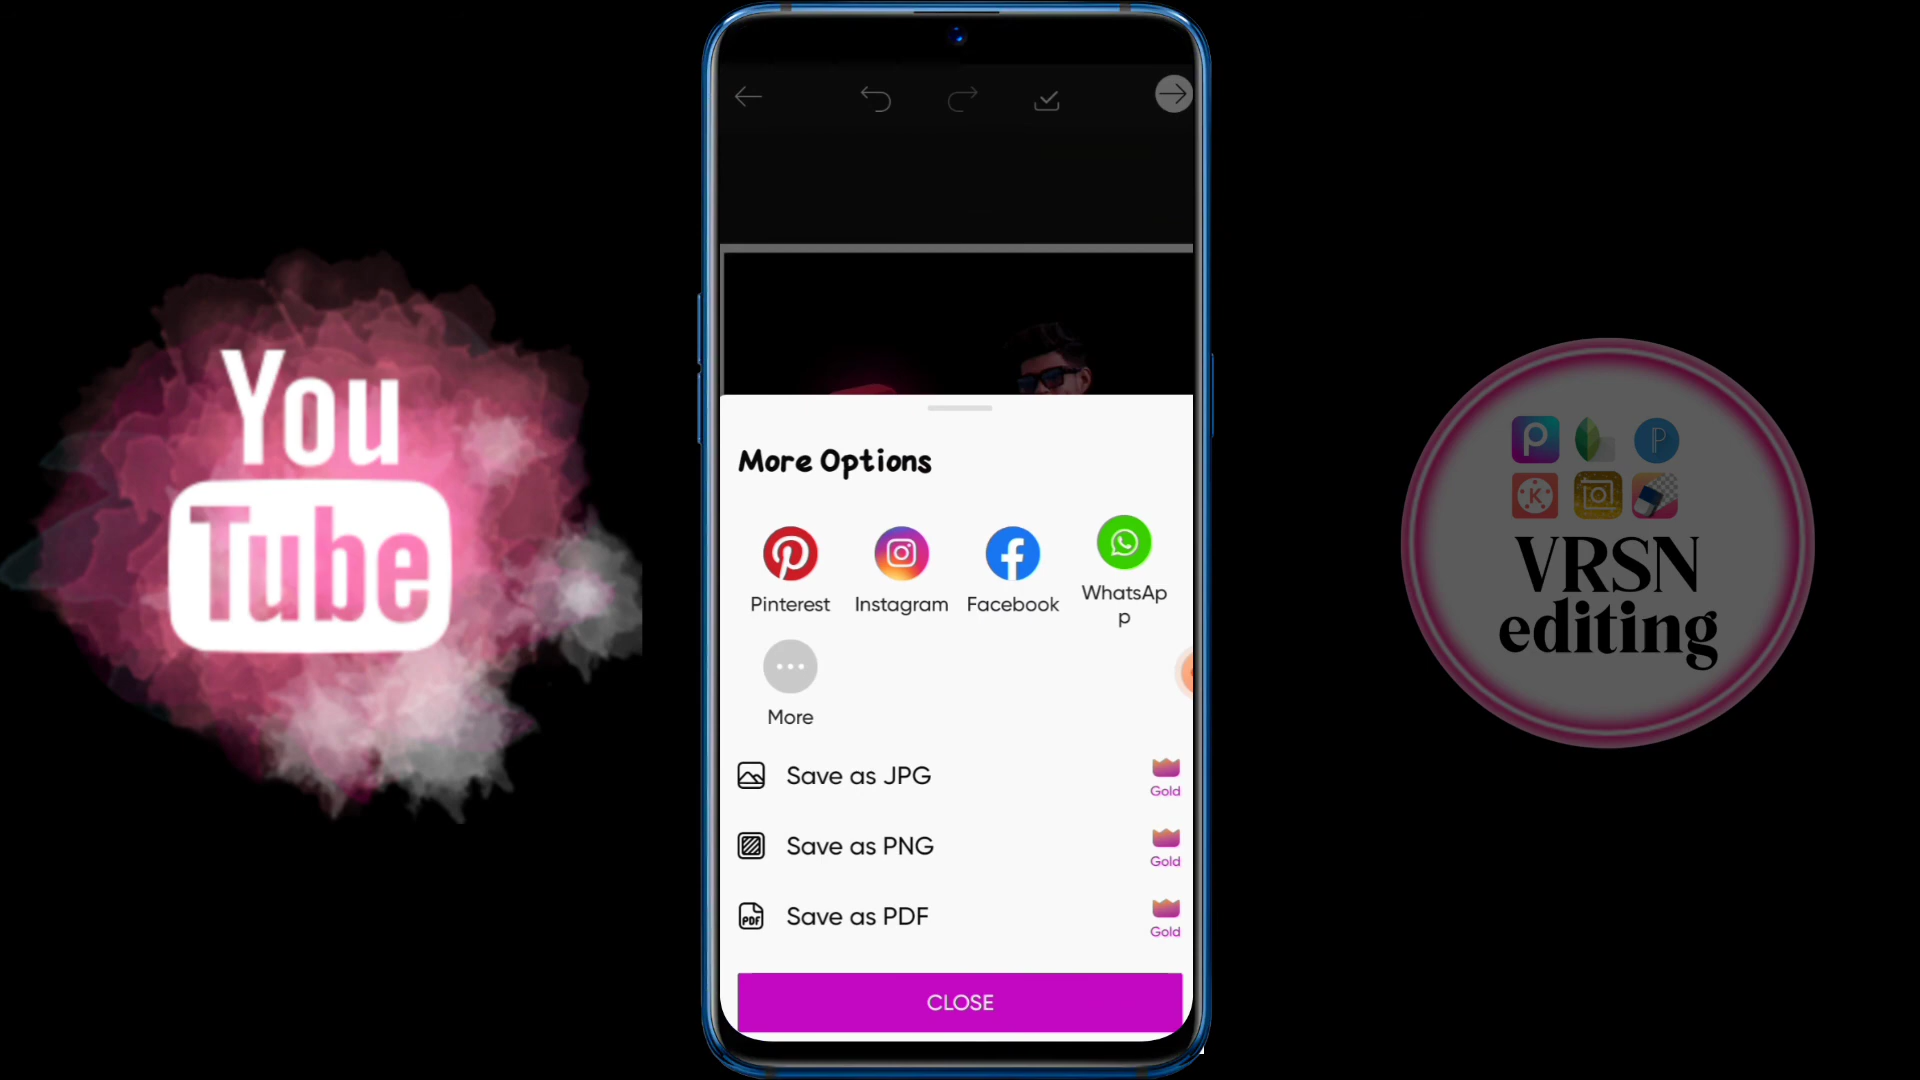 You
Tube
More Options
Pinterest
Instagram
Facebook
WhatsAp
p
More
Save as JPG
Gold
Save as PNG
Gold
PDF
Save as PDF
Gold
CLOSE
P
P
K
VRSN
editing